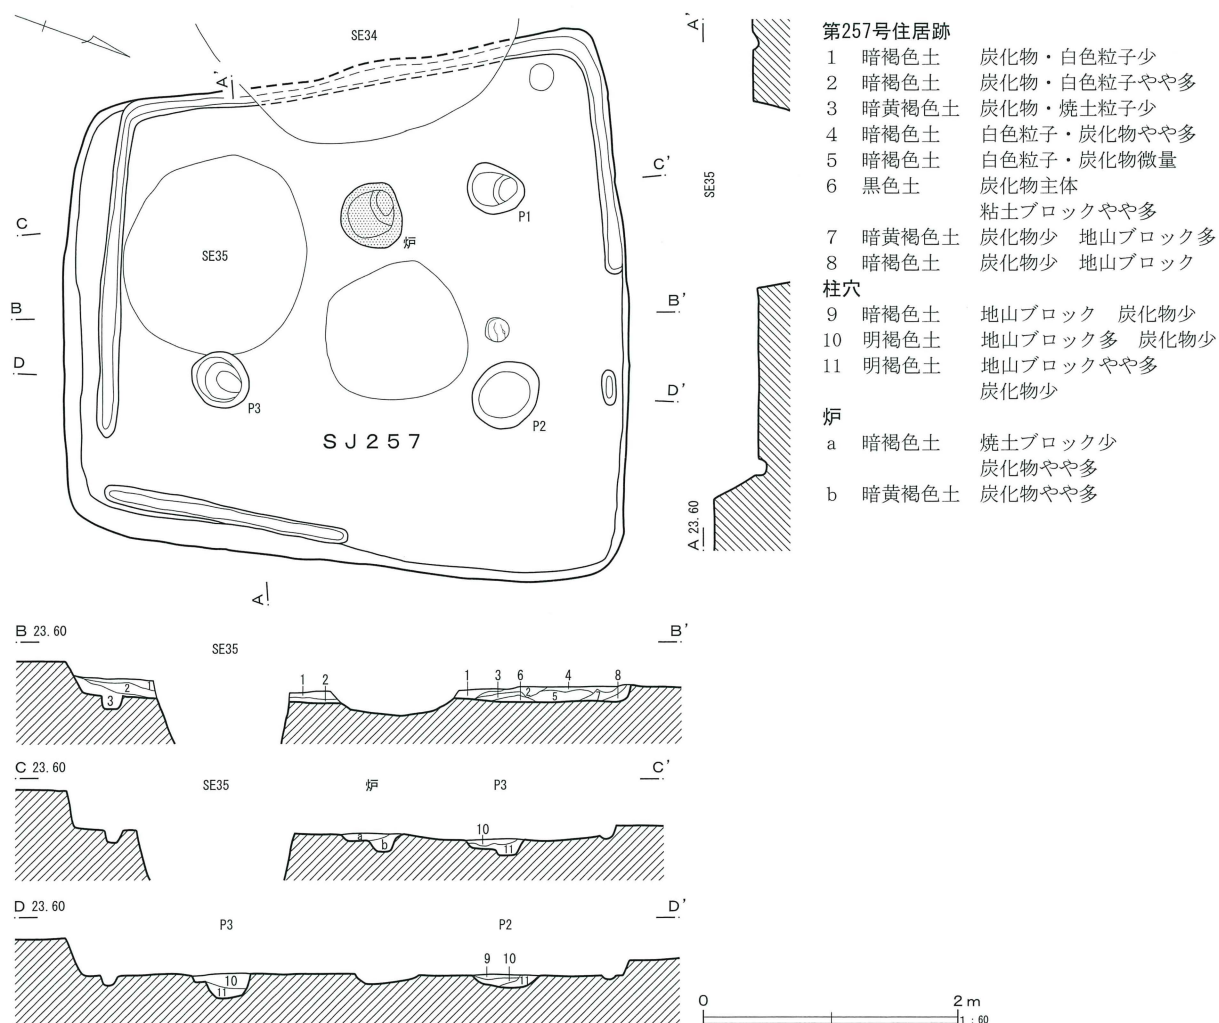 SE34
A'
C'
P1
炉
SE35
C
B
B'
D
D'
P3
P2
SJ257
A
A'
SE35
A 23.60
第257号住居跡
1 暗褐色土 炭化物・白色粒子少
2 暗褐色土 炭化物・白色粒子やや多
3 暗黄褐色土 炭化物・焼土粒子少
4 暗褐色土 白色粒子・炭化物やや多
5 暗褐色土 白色粒子・炭化物微量
6 黒色土 炭化物主体
粘土ブロックやや多
7 暗黄褐色土 炭化物少 地山ブロック多
8 暗褐色土 炭化物少 地山ブロック
柱穴
9 暗褐色土 地山ブロック 炭化物少
10 明褐色土 地山ブロック多 炭化物少
11 明褐色土 地山ブロックやや多
炭化物少
炉
a 暗褐色土 焼土ブロック少
炭化物やや多
b 暗黄褐色土 炭化物やや多
B 23.60
SE35
B'
1 2 1 3 6 4 8
2 1 2 5 7
3
C 23.60
SE35
炉
P3
C'
10
a b 11
D 23.60
P3
P2
D'
9 10
10 11
11
0 2m
1:60